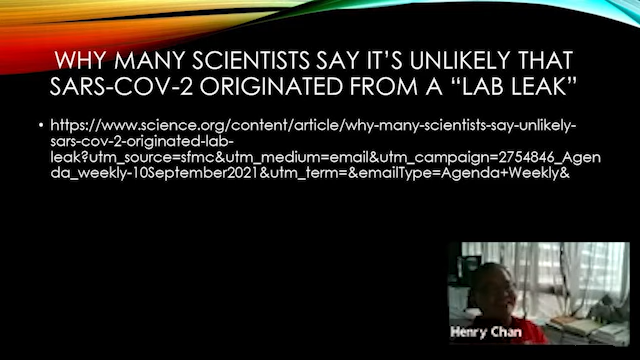 WHY MANY SCIENTISTS SAY IT'S UNLIKELY THAT
SARS-COV-2 ORIGINATED FROM A “LAB LEAK”
• https://www.science.org/content/article/why-many-scientists-say-unlikely-
sars-cov-2-originated-lab-
leak?utm_source=sfmc&utm_medium=email&utm_campaign=2754846_Agen
da_weekly-10September2021&utm_term=&emailType=Agenda+Weekly&
Henry Chan